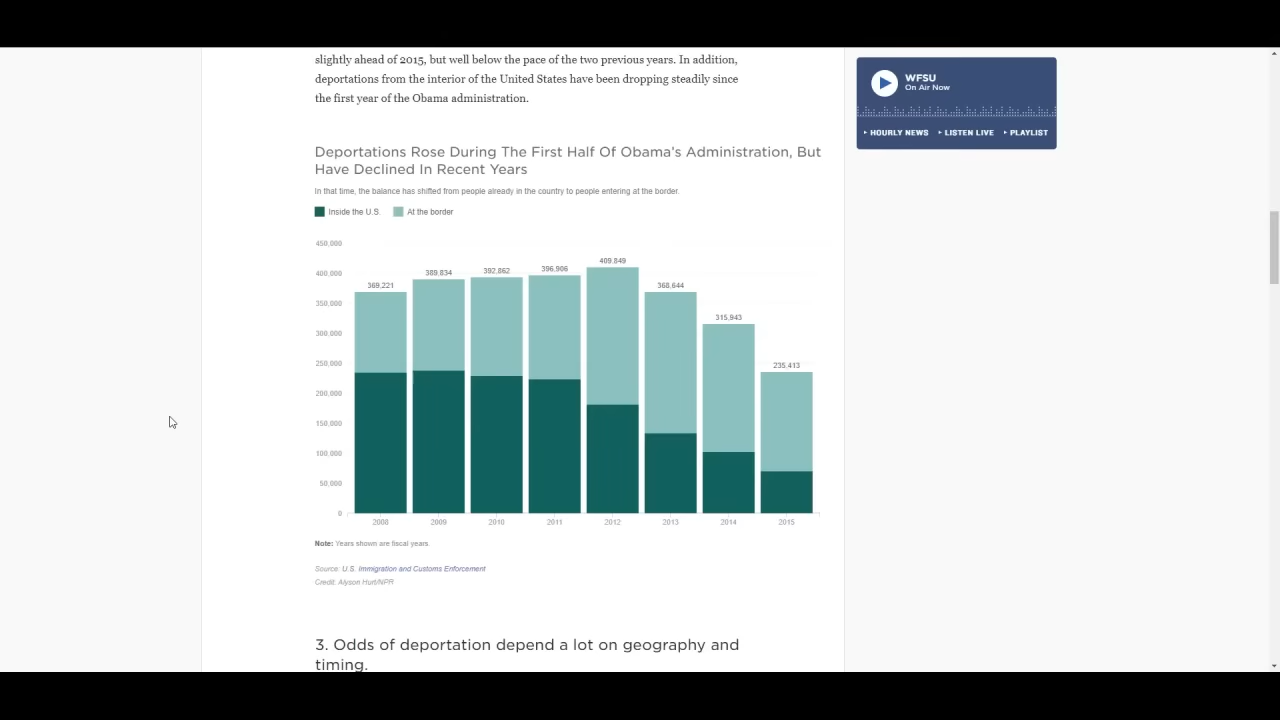 slightly ahead of 2015, but well below the pace of the two previous years. In addition,
deportations from the interior of the United States have been dropping steadily since
the first year of the Obama administration.
WFSU
On Air Now
HOURLY NEWS
LISTEN LIVE
PLAYLIST
Deportations Rose During The First Half Of Obama's Administration, But
Have Declined In Recent Years
In that time, the balance has shifted from people already in the country to people entering at the border.
Inside the U.S.
At the border
450,000
400,000
350,000
300,000
250,000
200,000
150,000
100,000
50,000
0
369,221
389,834
392,862
396,906
409,849
368,644
315,943
235,413
2008
2009
2010
2011
2012
2013
2014
2015
Note: Years shown are fiscal years.
Source: U.S. Immigration and Customs Enforcement
Credit: Alyson Hurt/NPR
3. Odds of deportation depend a lot on geography and
timing.